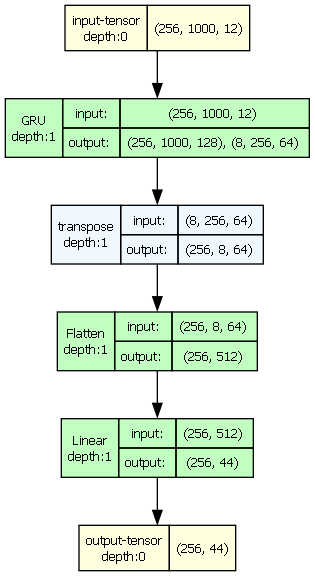 input-tensor
depth:0
(256, 1000, 12)
GRU
depth:1
input:
(256, 1000, 12)
output:
(256, 1000, 128), (8, 256, 64)
transpose
depth:1
input:
(8, 256, 64)
output:
(256, 8, 64)
Flatten
depth:1
input:
(256, 8, 64)
output:
(256, 512)
Linear
depth:1
input:
(256, 512)
output:
(256, 44)
output-tensor
depth:0
(256, 44)